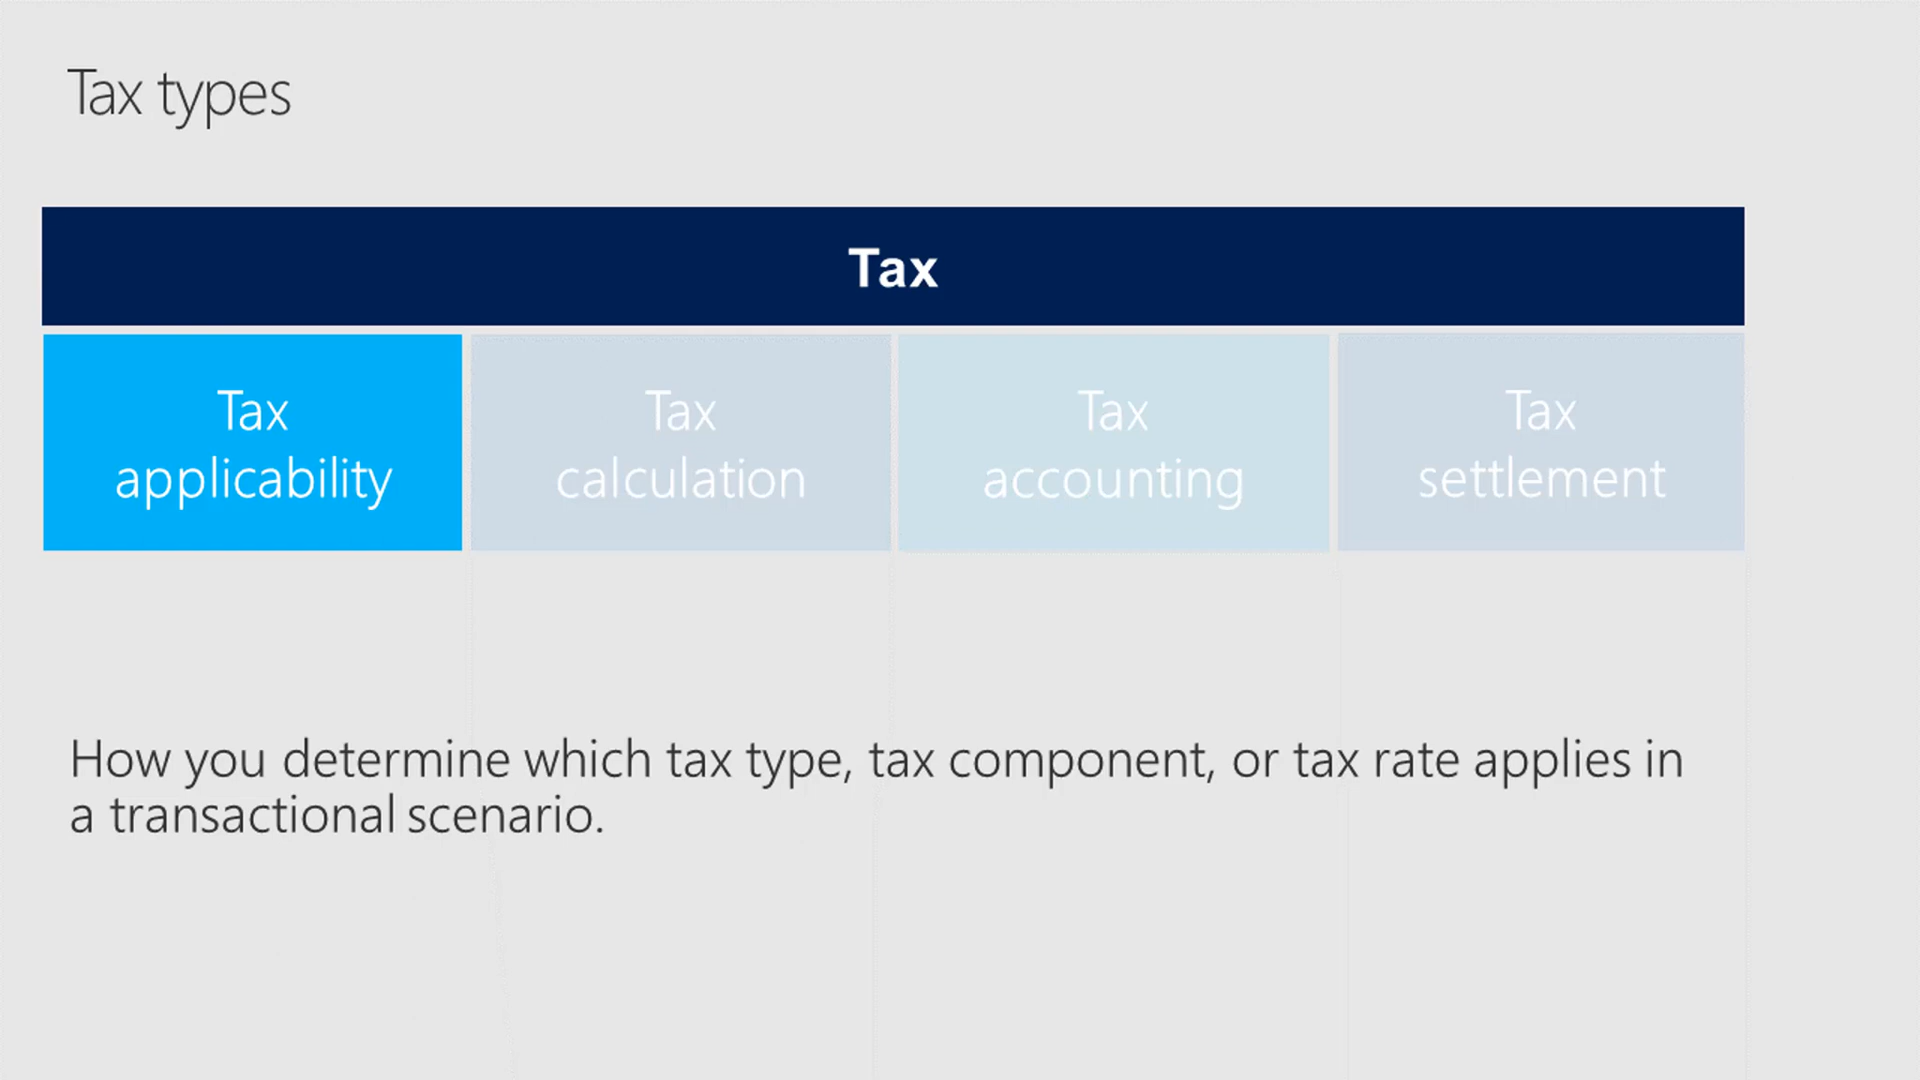 Tax types
Tax
Tax
applicability
Tax
calculation
Tax
accounting
Tax
settlement
How you determine which tax type, tax component, or tax rate applies in
a transactional scenario.